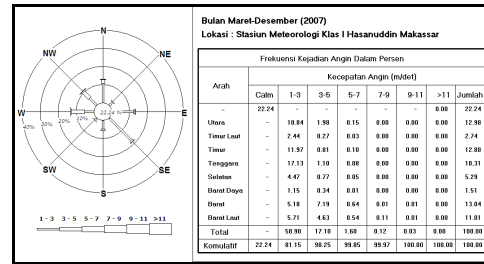 N
NW
NE
W
E
22.24 %
10%
20%
30%
40%
SW
SE
S
1 - 3 3 - 5 5 - 7 7 - 9 9 - 11 >11
Bulan Maret-Desember (2007)
Lokasi : Stasiun Meteorologi Klas I Hasanuddin Makassar
Frekuensi Kejadian Angin Dalam Persen
Arah Kecepatan Angin (m/det)
Calm 1-3 3-5 5-7 7-9 9-11 >11 Jumlah
- 22.24 - - - - - 0.00 22.24
Utara - 10.84 1.98 0.15 0.00 0.00 0.00 12.98
Timur Laut - 2.44 0.27 0.03 0.00 0.00 0.00 2.74
Timur - 11.97 0.81 0.10 0.00 0.00 0.00 12.88
Tenggara - 17.13 1.10 0.08 0.00 0.00 0.00 18.31
Selatan - 4.47 0.77 0.05 0.00 0.00 0.00 5.29
Barat Daya - 1.15 0.34 0.01 0.00 0.00 0.00 1.51
Barat - 5.18 7.19 0.64 0.01 0.01 0.00 13.04
Barat Laut - 5.71 4.63 0.54 0.11 0.01 0.00 11.01
Total - 58.90 17.10 1.60 0.12 0.03 0.00 100.00
Komulatif 22.24 81.15 98.25 99.85 99.97 100.00 100.00 100.00